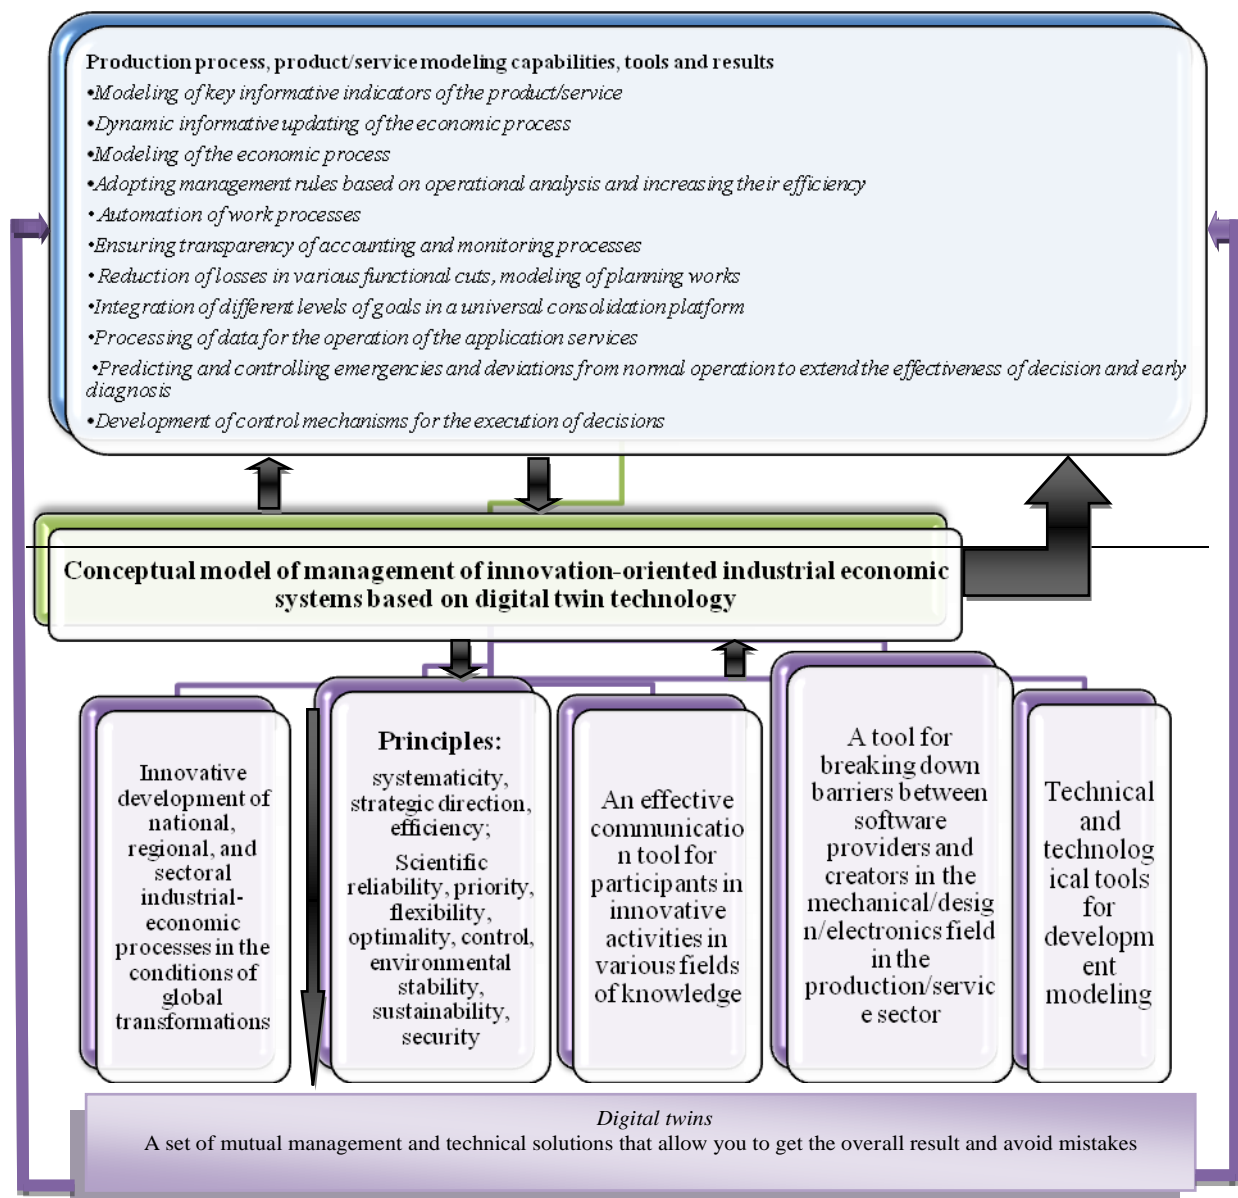 Production process, product/service modeling capabilities, tools and results
•Modeling of key informative indicators of the product/service
•Dynamic informative updating of the economic process
•Modeling of the economic process
•Adopting management rules based on operational analysis and increasing their efficiency
• Automation of work processes
•Ensuring transparency of accounting and monitoring processes
• Reduction of losses in various functional cuts, modeling of planning works
•Integration of different levels of goals in a universal consolidation platform
•Processing of data for the operation of the application services
•Predicting and controlling emergencies and deviations from normal operation to extend the effectiveness of decision and early
diagnosis
•Development of control mechanisms for the execution of decisions
Conceptual model of management of innovation-oriented industrial economic
systems based on digital twin technology
Innovative
development of
national,
regional, and
sectoral
industrial-
economic
processes in the
conditions of
global
transformations
Principles:
systematicity,
strategic direction,
efficiency;
Scientific
reliability, priority,
flexibility,
optimality, control,
environmental
stability,
sustainability,
security
An effective
communicatio
n tool for
participants in
innovative
activities in
various fields
of knowledge
A tool for
breaking down
barriers between
software
providers and
creators in the
mechanical/desig
n/electronics field
in the
production/servic
e sector
Technical
and
technolog
ical tools
for
developm
ent
modeling
Digital twins
A set of mutual management and technical solutions that allow you to get the overall result and avoid mistakes